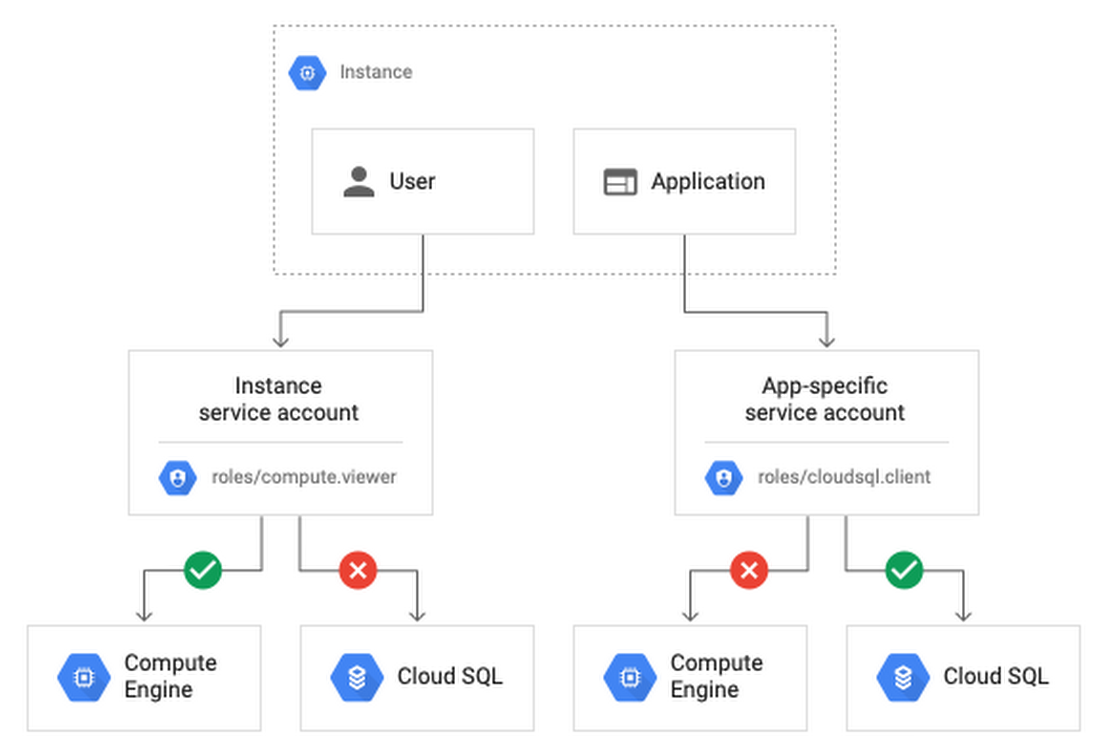 Instance
User
Application
Instance
service account
roles/compute.viewer
App-specific
service account
roles/cloudsql.client
Compute
Engine
Cloud SQL
Compute
Engine
Cloud SQL